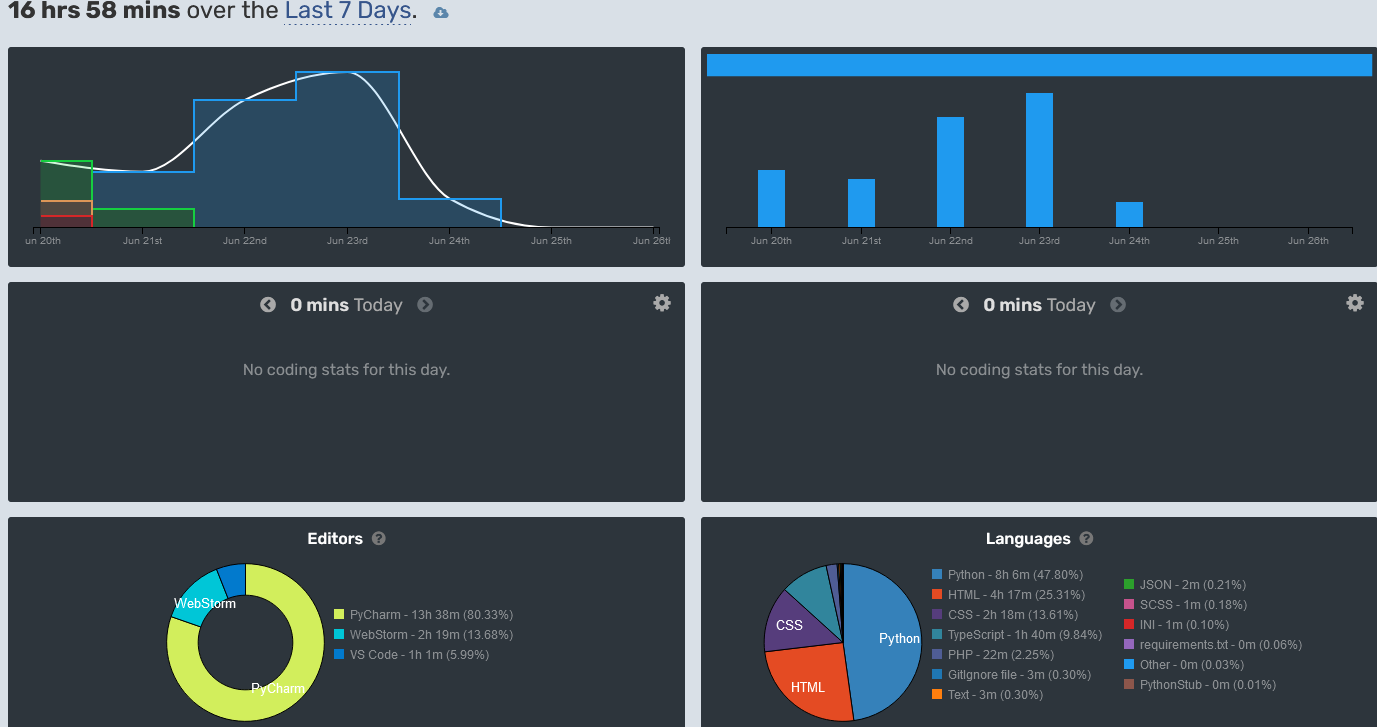 16 hrs 58 mins over the Last 7 Days.
un 20th Jun 21st Jun 22nd Jun 23rd Jun 24th Jun 25th Jun 26tl
Jun 20th Jun 21st Jun 22nd Jun 23rd Jun 24th Jun 25th Jun 26th
0 mins Today
No coding stats for this day.
0 mins Today
No coding stats for this day.
Editors ?
WebStorm
PyCharm
PyCharm - 13h 38m (80.33%)
WebStorm - 2h 19m (13.68%)
VS Code - 1h 1m (5.99%)
Languages ?
CSS
Python
HTML
Python - 8h 6m (47.80%)
HTML - 4h 17m (25.31%)
CSS - 2h 18m (13.61%)
TypeScript - 1h 40m (9.84%)
PHP - 22m (2.25%)
GitIgnore file - 3m (0.30%)
Text - 3m (0.30%)
JSON - 2m (0.21%)
SCSS - 1m (0.18%)
INI - 1m (0.10%)
requirements.txt - 0m (0.06%)
Other - 0m (0.03%)
PythonStub - 0m (0.01%)